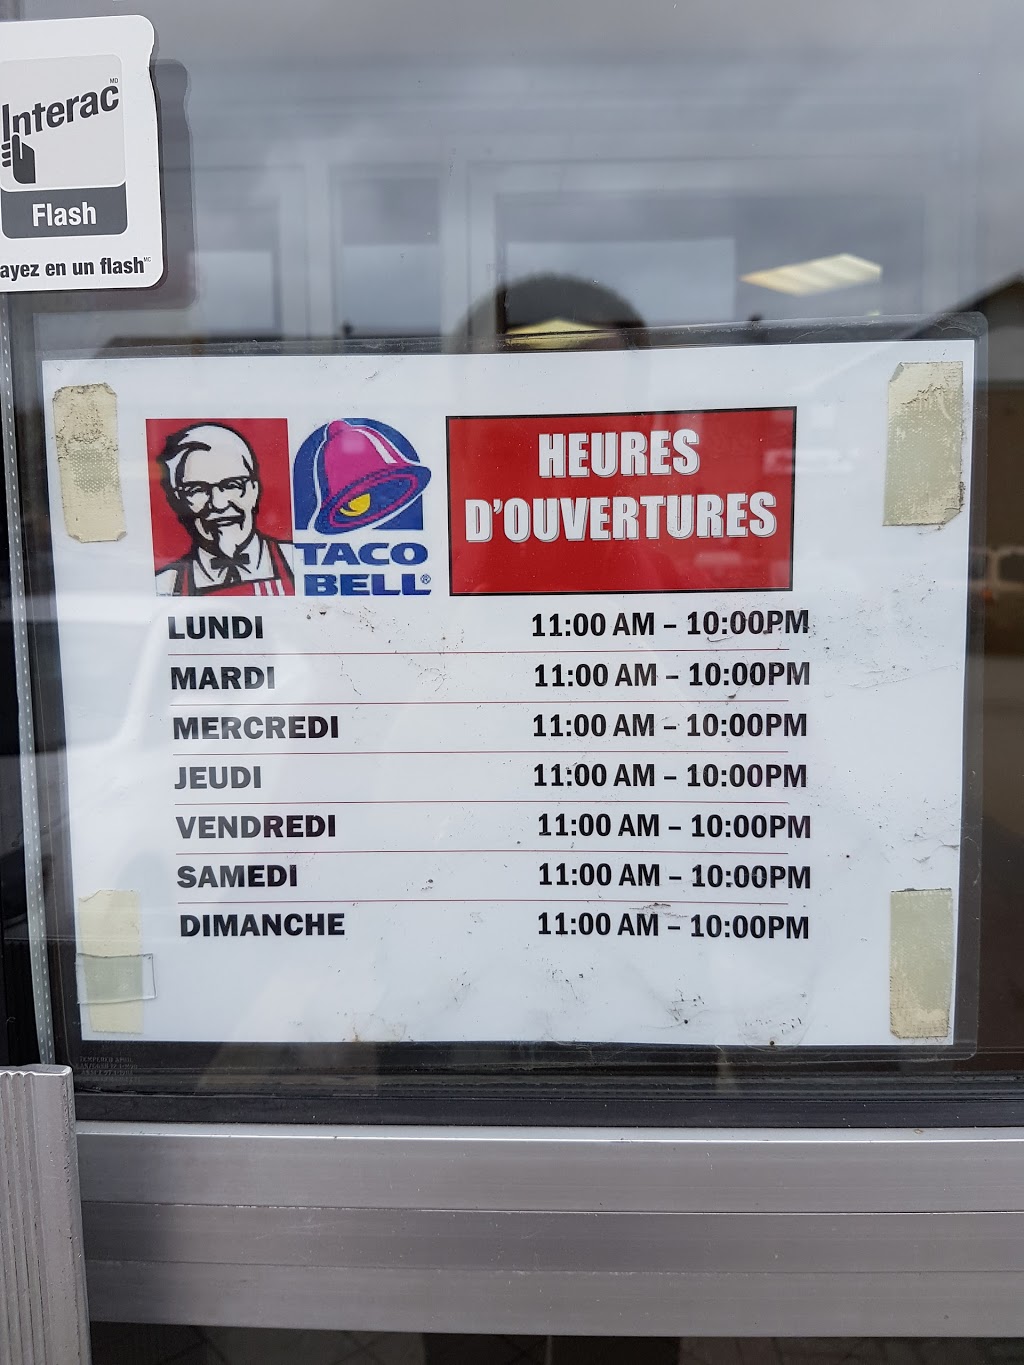 Interac MD
Flash
ayez en un flash MC
HEURES
D'OUVERTURES
TACO
BELL®
LUNDI 11:00 AM – 10:00PM
MARDI 11:00 AM – 10:00PM
MERCREDI 11:00 AM – 10:00PM
JEUDI 11:00 AM – 10:00PM
VENDREDI 11:00 AM – 10:00PM
SAMEDI 11:00 AM – 10:00PM
DIMANCHE 11:00 AM – 10:00PM